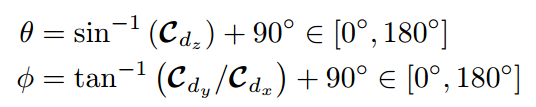 θ = sin⁻¹ (𝓒_{d_z}) + 90° ∈ [0°, 180°]
ϕ = tan⁻¹ (𝓒_{d_y}/𝓒_{d_x}) + 90° ∈ [0°, 180°]